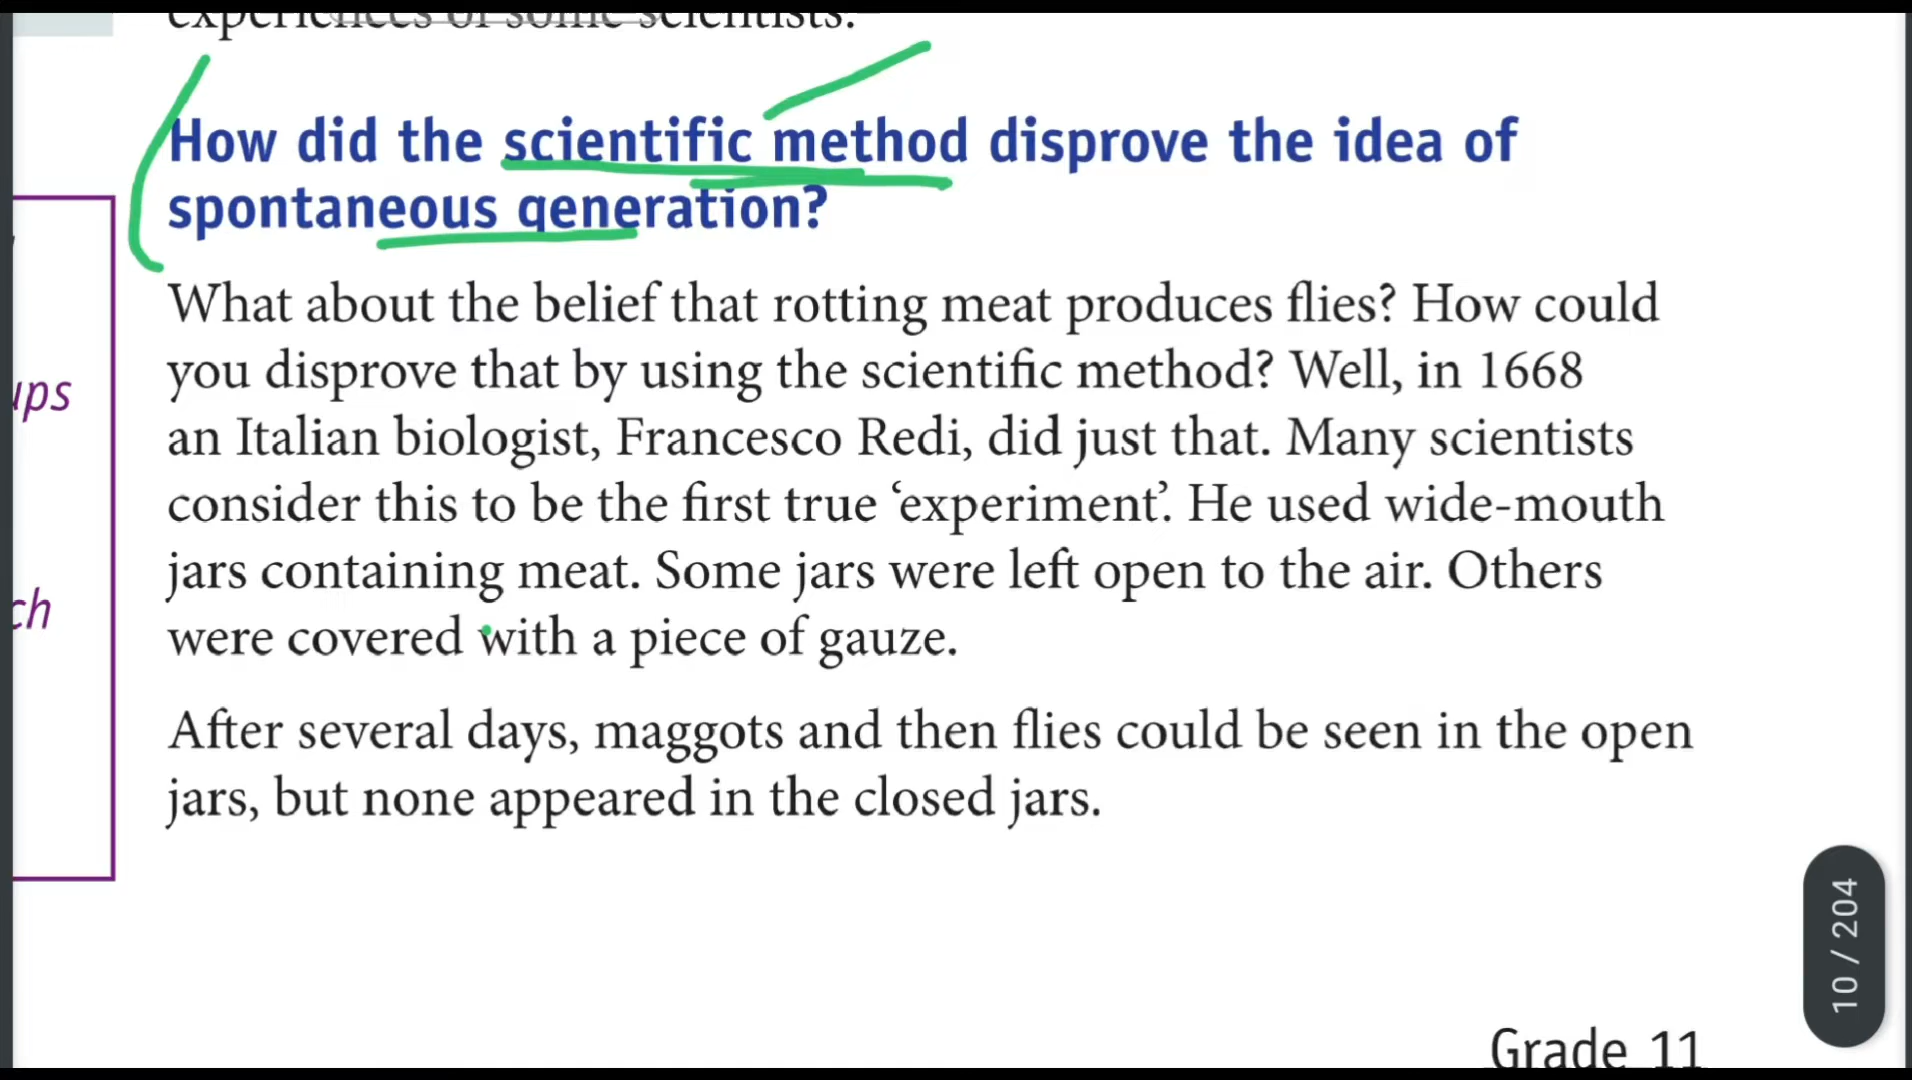 experiences of some scientists.
How did the scientific method disprove the idea of
spontaneous generation?
What about the belief that rotting meat produces flies? How could
you disprove that by using the scientific method? Well, in 1668
an Italian biologist, Francesco Redi, did just that. Many scientists
consider this to be the first true ‘experiment’. He used wide-mouth
jars containing meat. Some jars were left open to the air. Others
were covered with a piece of gauze.
After several days, maggots and then flies could be seen in the open
jars, but none appeared in the closed jars.
ups
ch
10 / 204
Grade 11